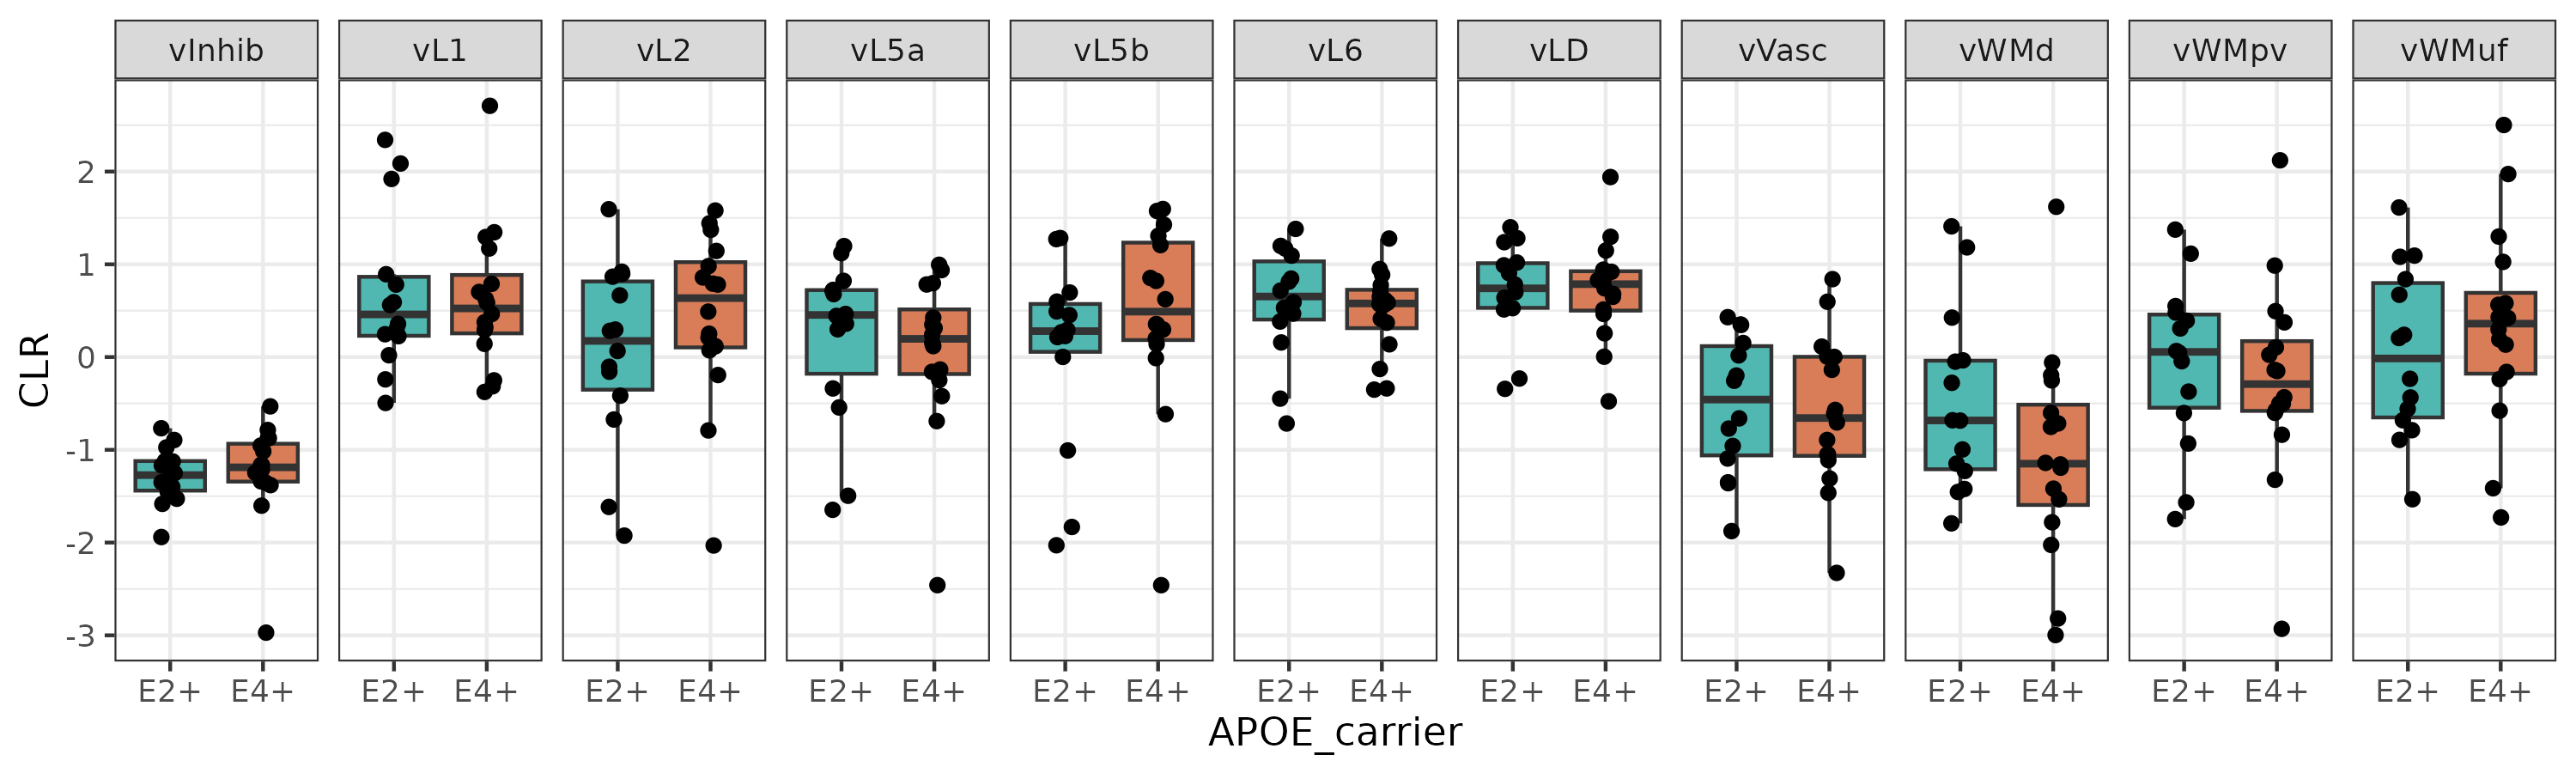 vInhib vL1 vL2 vL5a vL5b vL6 vLD vVasc vWMd vWMpv vWMuf
2
1
0
-1
-2
-3
CLR
E2+ E4+ E2+ E4+ E2+ E4+ E2+ E4+ E2+ E4+ E2+ E4+ E2+ E4+ E2+ E4+ E2+ E4+ E2+ E4+ E2+ E4+
APOE_carrier